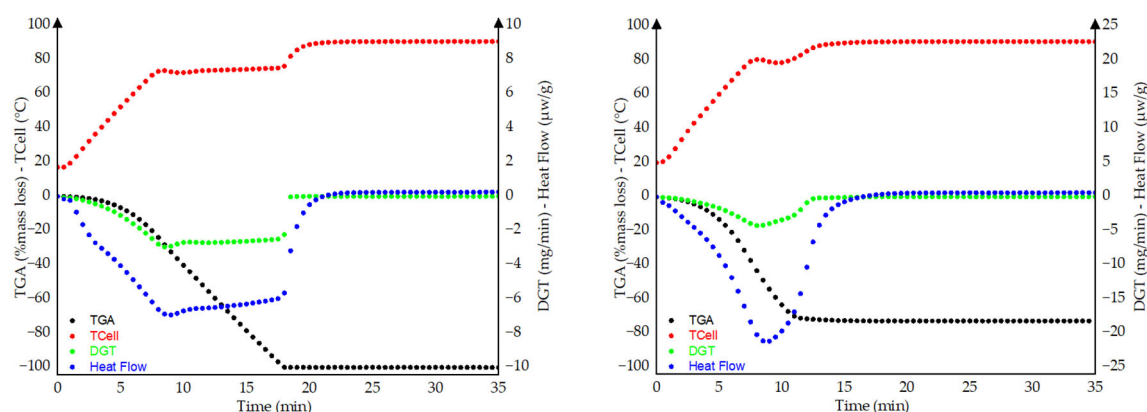 100
80
60
40
20
0
−20
−40
−60
−80
−100
TGA (%mass loss) - TCell (°C)
10
8
6
4
2
0
−2
−4
−6
−8
−10
DGT (mg/min) - Heat Flow (μw/g)
TGA
TCell
DGT
Heat Flow
0 5 10 15 20 25 30 35
Time (min)
100
80
60
40
20
0
−20
−40
−60
−80
−100
TGA (%mass loss) - TCell (°C)
25
20
15
10
5
0
−5
−10
−15
−20
−25
DGT (mg/min) - Heat Flow (μw/g)
TGA
TCell
DGT
Heat Flow
0 5 10 15 20 25 30 35
Time (min)